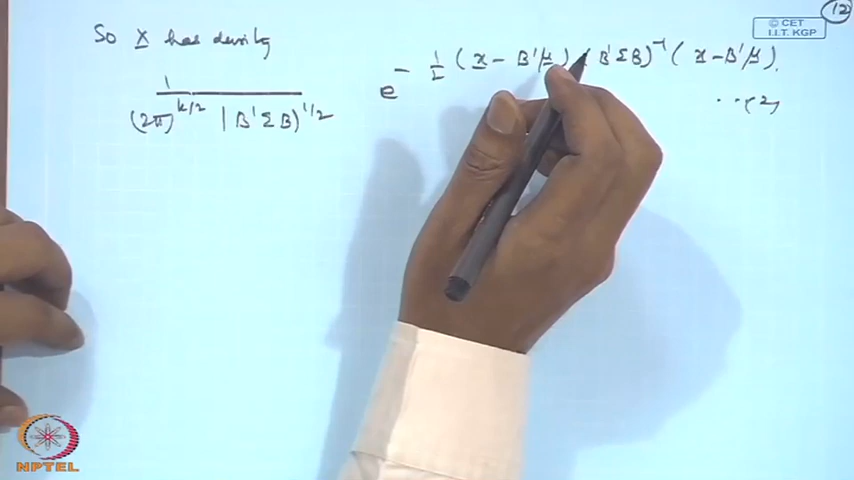 12
© CET
I.I.T. KGP
So x has density
1 / (2π)^{k/2} |B'ΣB|^{1/2} e^{-1/2 (x - B'μ)' (B'ΣB)^{-1} (x - B'μ)}.
...(2)
NPTEL